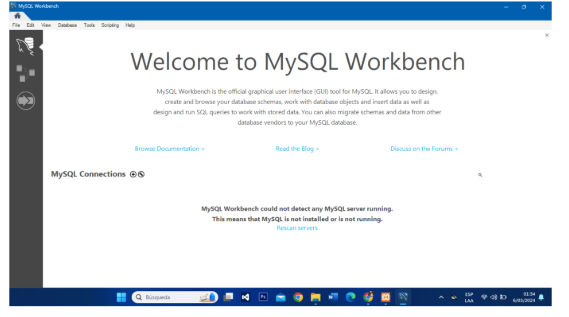 MySQL Workbench
File Edit View Database Tools Scripting Help
Welcome to MySQL Workbench
MySQL Workbench is the official graphical user interface (GUI) tool for MySQL. It allows you to design,
create and browse your database schemas, work with database objects and insert data as well as
design and run SQL queries to work with stored data. You can also migrate schemas and data from other
database vendors to your MySQL database.
Browse Documentation > Read the Blog > Discuss on the Forums >
MySQL Connections
MySQL Workbench could not detect any MySQL server running.
This means that MySQL is not installed or is not running.
Rescan servers
Búsqueda
ESP 01:54
LAA 6/03/2024